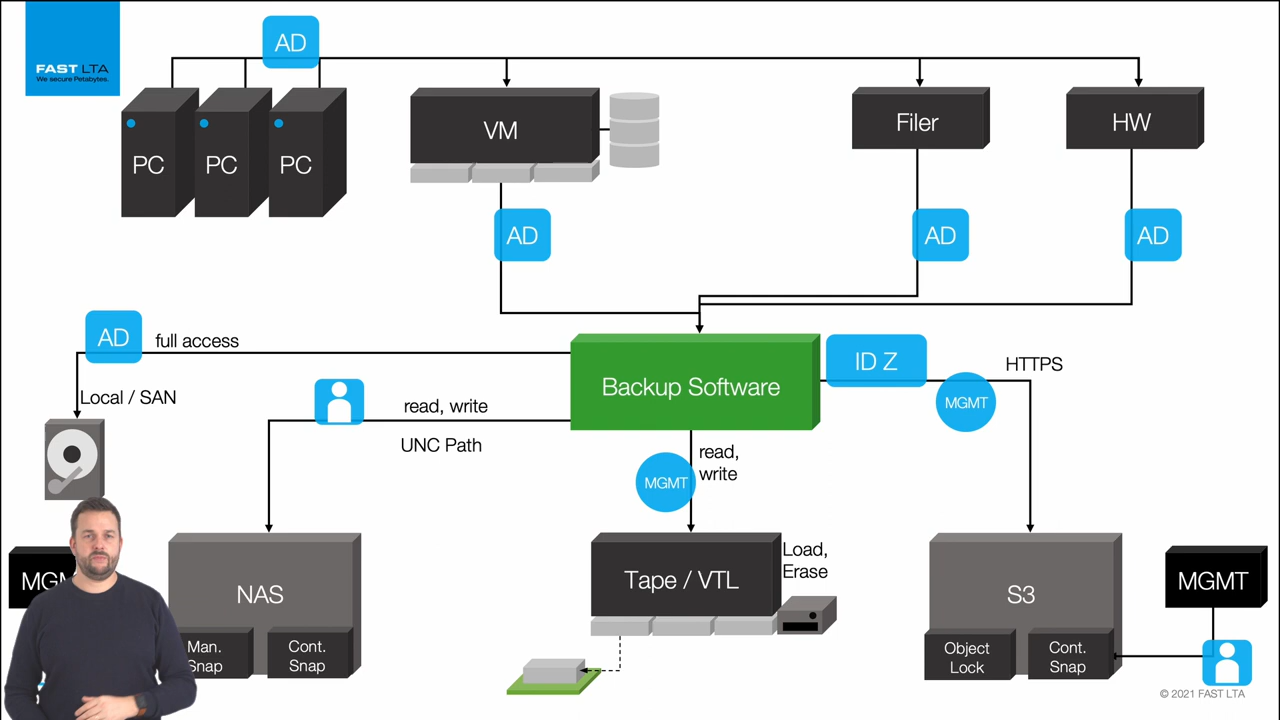 AD
FAST LTA
We secure Petabytes.
PC
PC
PC
VM
Filer
HW
AD
AD
AD
AD
full access
Local / SAN
read, write
UNC Path
Backup Software
ID Z
HTTPS
MGMT
read,
write
MGMT
NAS
Man.
Snap
Cont.
Snap
Tape / VTL
Load,
Erase
S3
Object
Lock
Cont.
Snap
MGMT
© 2021 FAST LTA